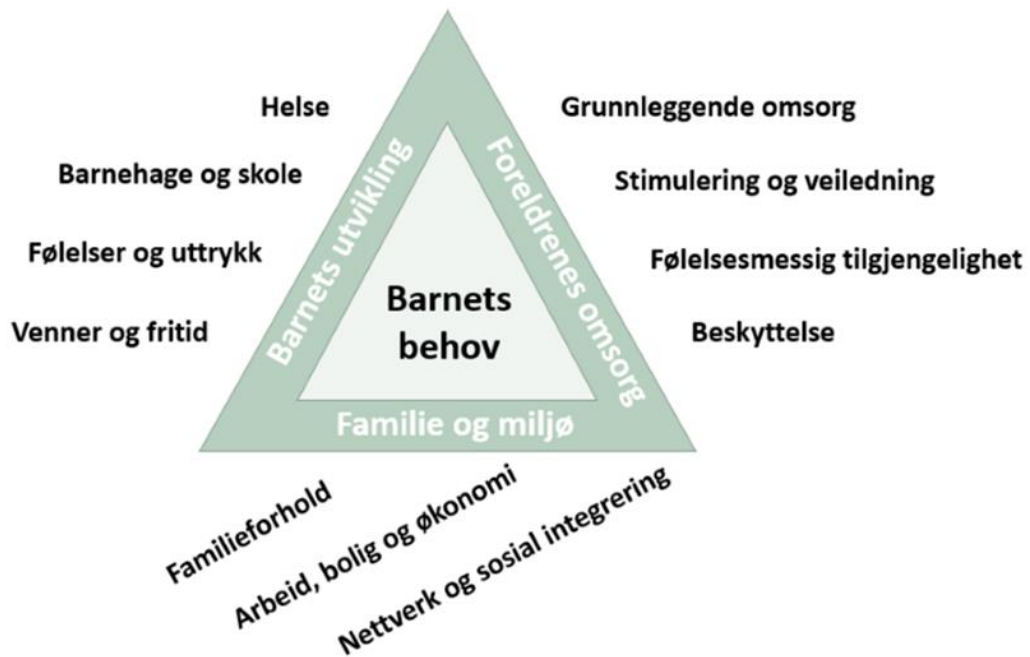 Helse
Barnehage og skole
Følelser og uttrykk
Venner og fritid
Barnets utvikling
Barnets
behov
Foreldrenes omsorg
Grunnleggende omsorg
Stimulering og veiledning
Følelsesmessig tilgjengelighet
Beskyttelse
Familie og miljø
Familieforhold
Arbeid, bolig og økonomi
Nettverk og sosial integrering